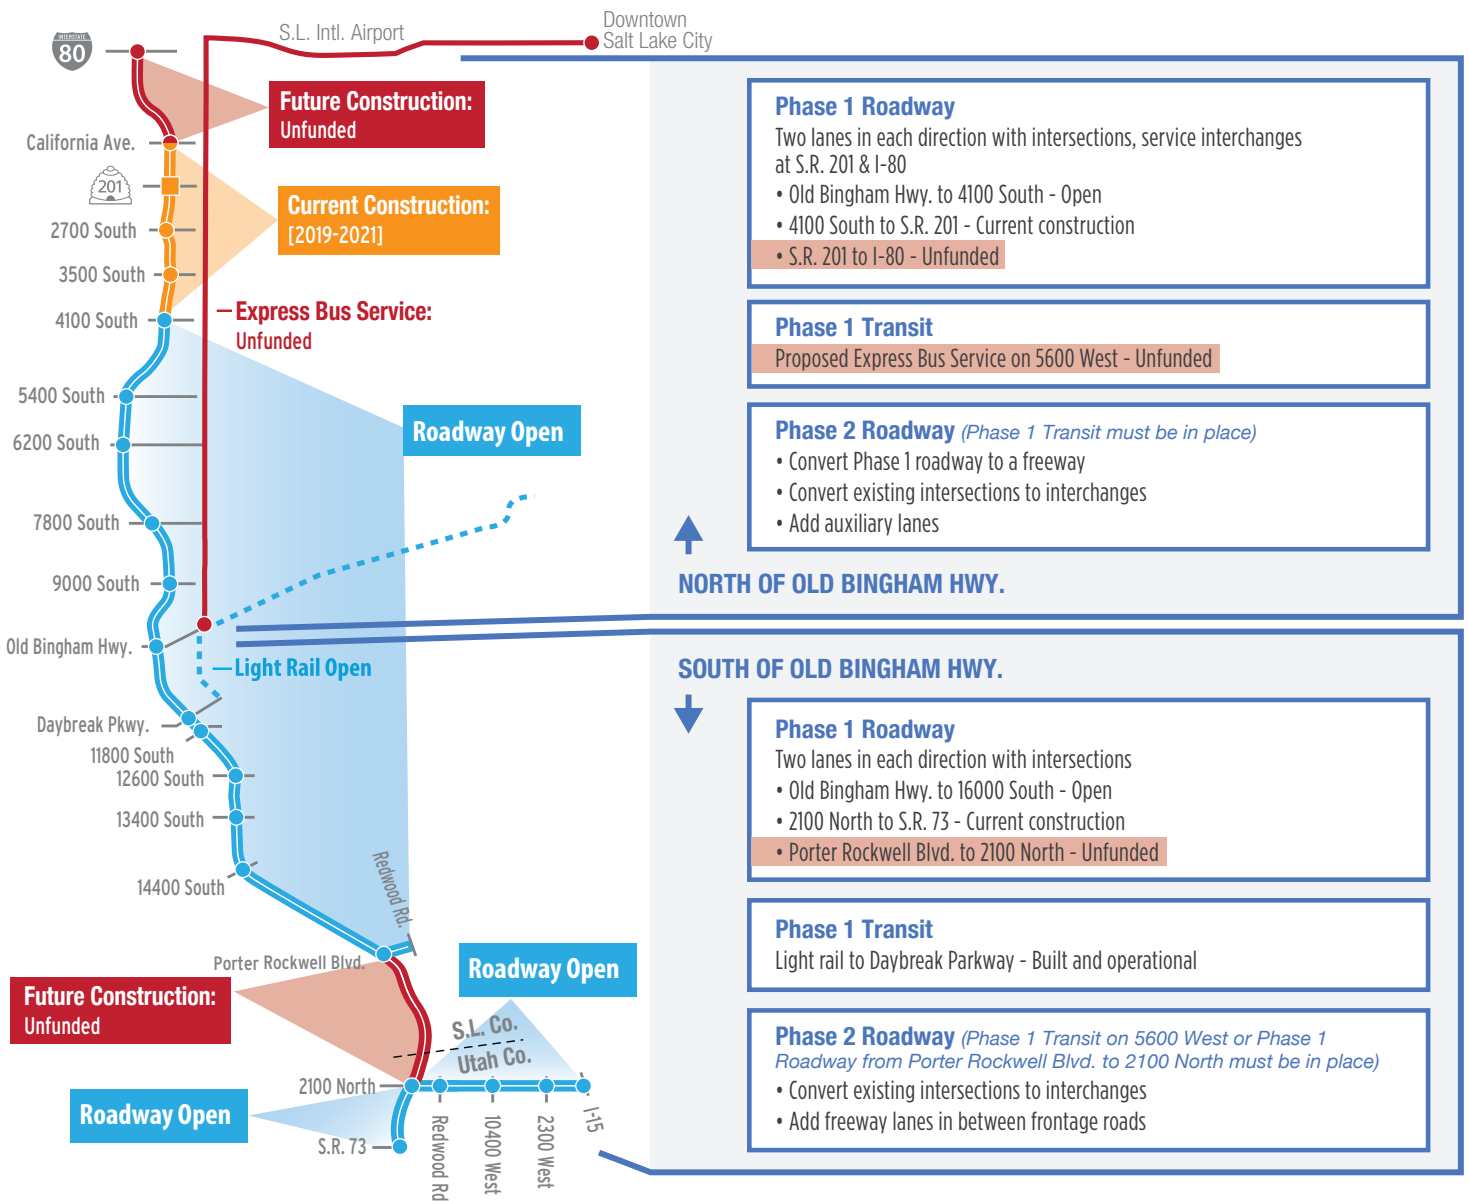 Downtown
Salt Lake City
S.L. Intl. Airport
INTERSTATE
80
Future Construction:
Unfunded
California Ave.
201
Current Construction:
[2019-2021]
2700 South
3500 South
4100 South
Express Bus Service:
Unfunded
5400 South
6200 South
Roadway Open
7800 South
9000 South
Old Bingham Hwy.
Light Rail Open
Daybreak Pkwy.
11800 South
12600 South
13400 South
14400 South
Redwood Rd.
Porter Rockwell Blvd.
Future Construction:
Unfunded
Roadway Open
S.L. Co.
Utah Co.
2100 North
Roadway Open
S.R. 73
Redwood Rd
10400 West
2300 West
I-15
Phase 1 Roadway
Two lanes in each direction with intersections, service interchanges
at S.R. 201 & I-80
• Old Bingham Hwy. to 4100 South - Open
• 4100 South to S.R. 201 - Current construction
• S.R. 201 to I-80 - Unfunded
Phase 1 Transit
Proposed Express Bus Service on 5600 West - Unfunded
Phase 2 Roadway (Phase 1 Transit must be in place)
• Convert Phase 1 roadway to a freeway
• Convert existing intersections to interchanges
• Add auxiliary lanes
NORTH OF OLD BINGHAM HWY.
SOUTH OF OLD BINGHAM HWY.
Phase 1 Roadway
Two lanes in each direction with intersections
• Old Bingham Hwy. to 16000 South - Open
• 2100 North to S.R. 73 - Current construction
• Porter Rockwell Blvd. to 2100 North - Unfunded
Phase 1 Transit
Light rail to Daybreak Parkway - Built and operational
Phase 2 Roadway (Phase 1 Transit on 5600 West or Phase 1
Roadway from Porter Rockwell Blvd. to 2100 North must be in place)
• Convert existing intersections to interchanges
• Add freeway lanes in between frontage roads